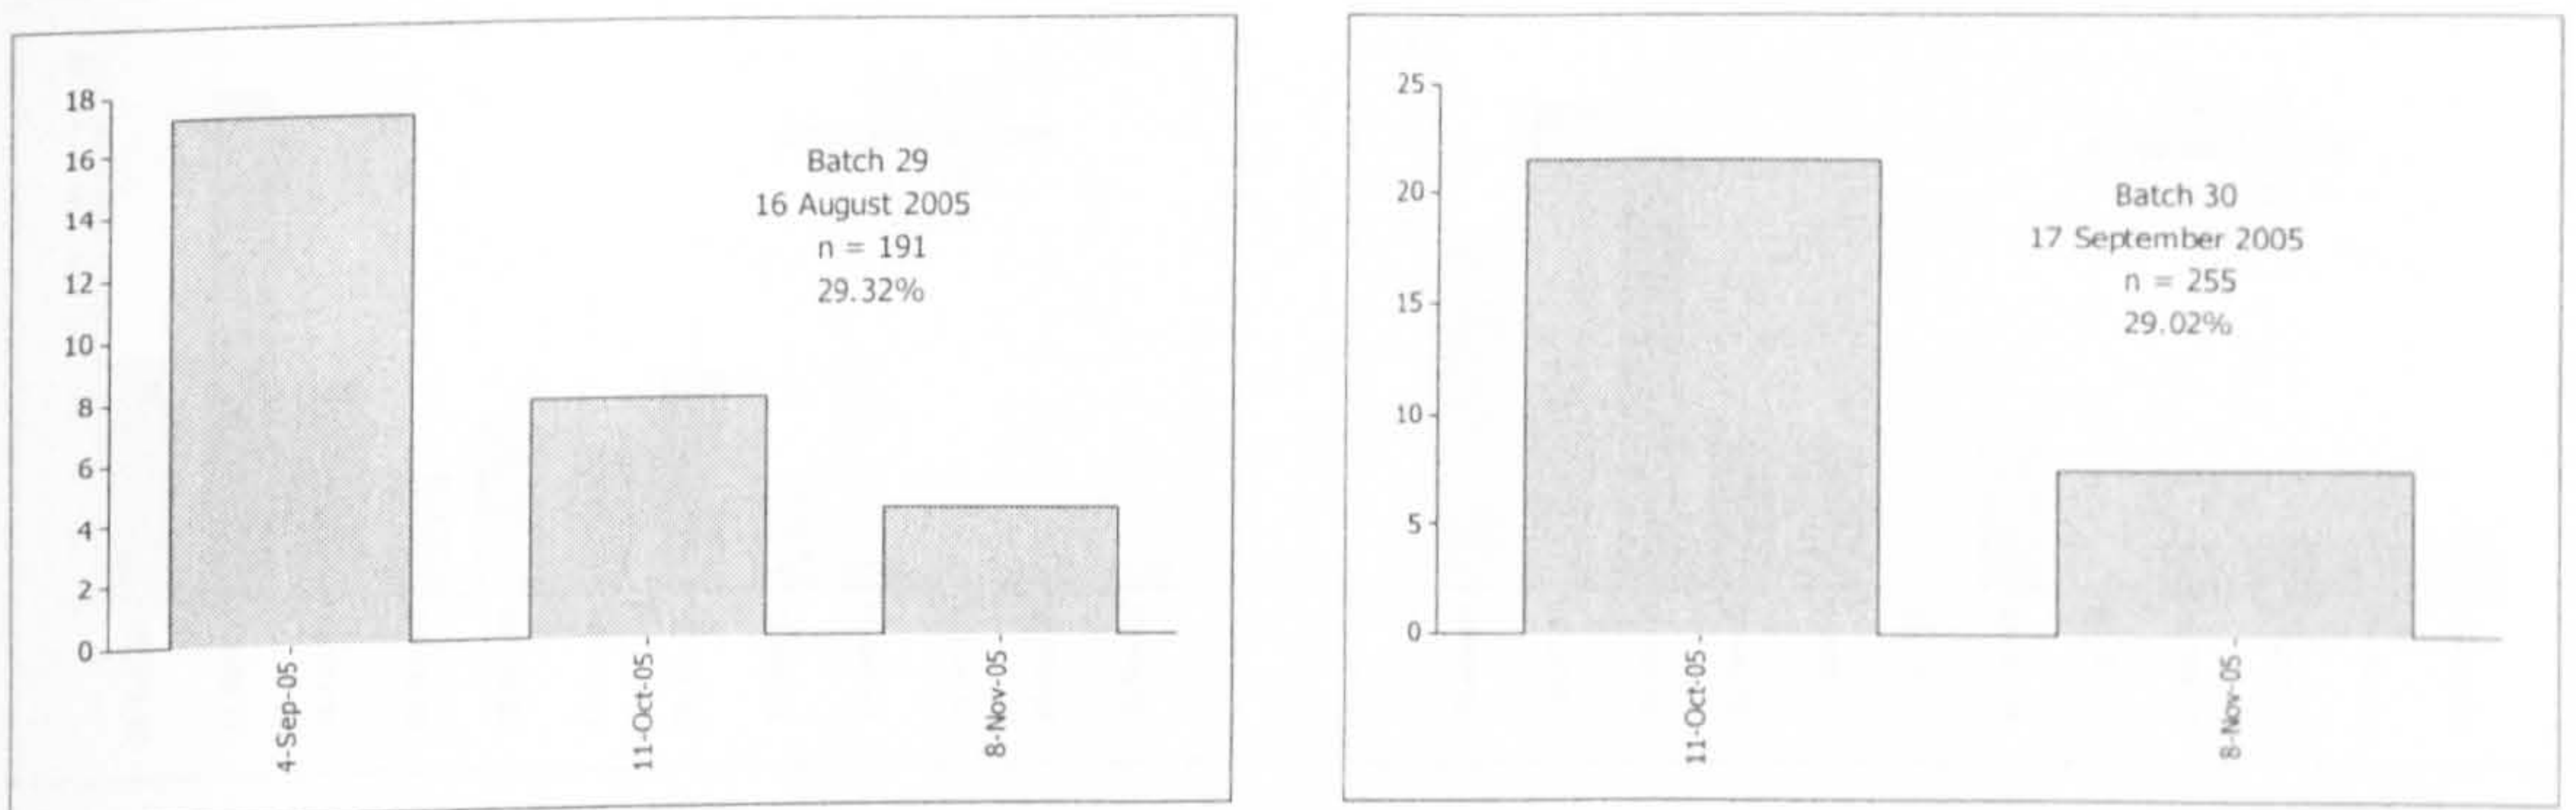 18
16
14
12
10
8
6
4
2
0
Batch 29
16 August 2005
n = 191
29.32%
4-Sep-05
11-Oct-05
8-Nov-05
25
20
15
10
5
0
Batch 30
17 September 2005
n = 255
29.02%
11-Oct-05
8-Nov-05